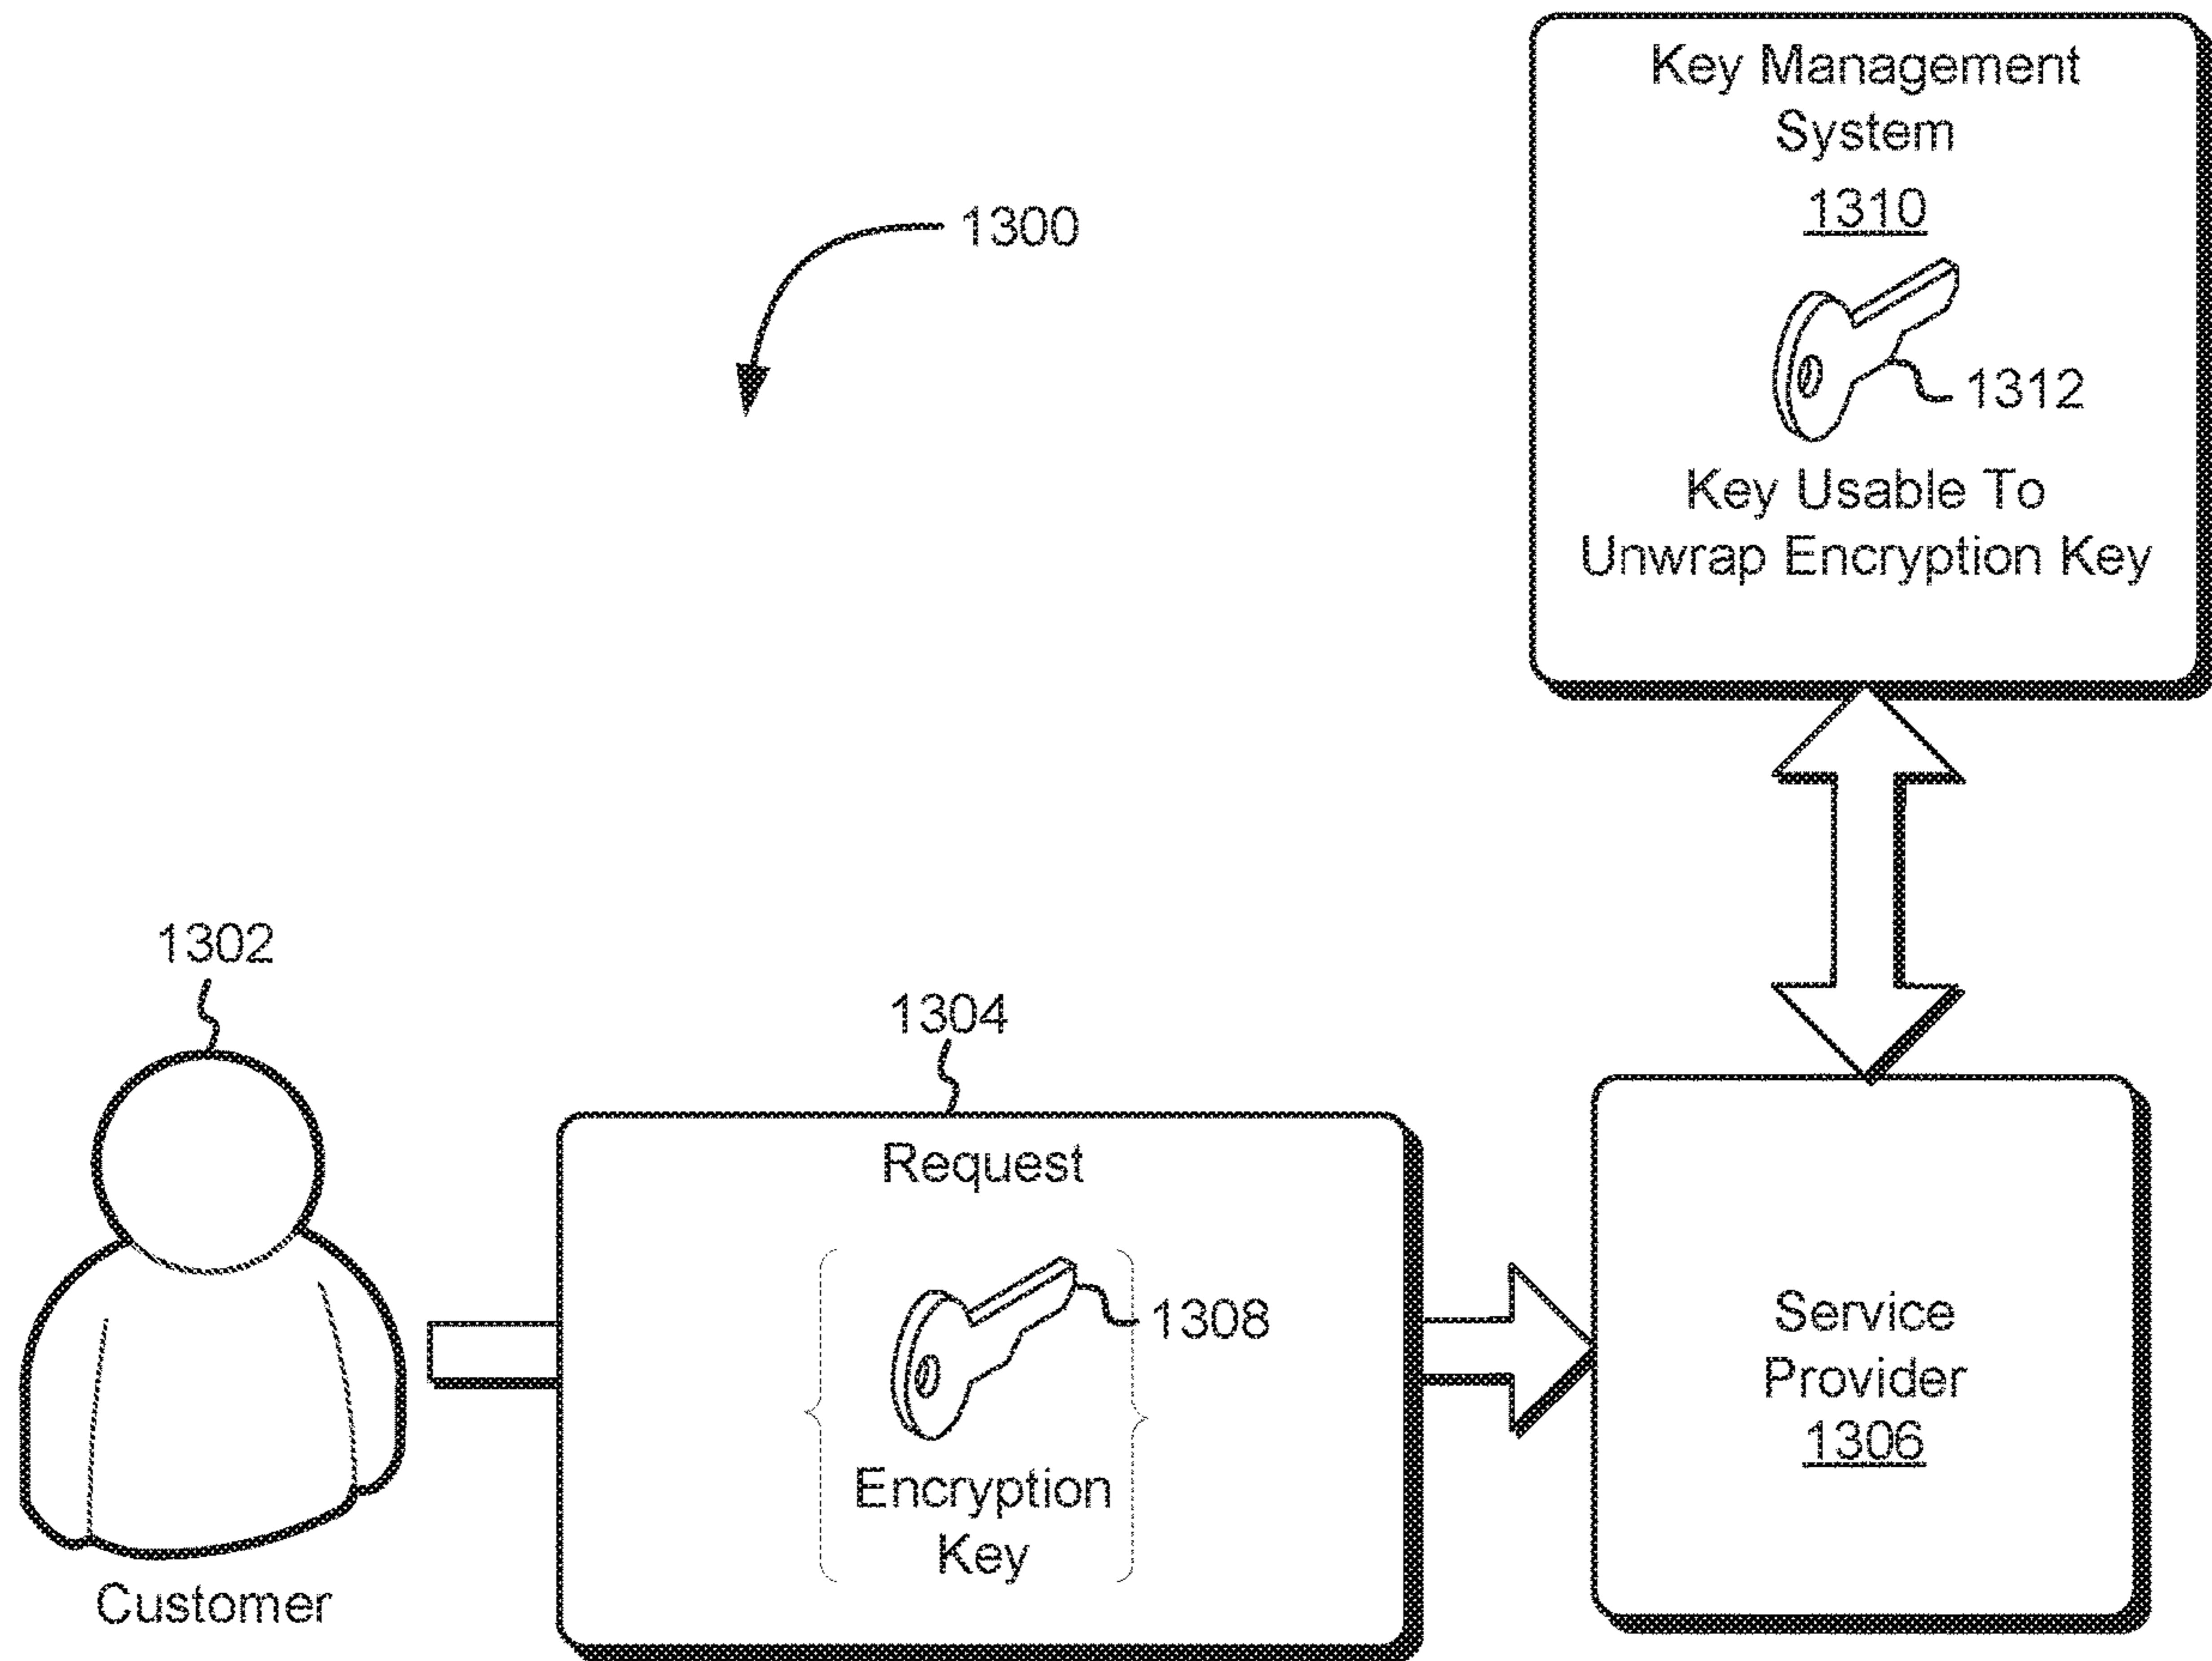 Key Management
System
1310
1300
1312
Key Usable To
Unwrap Encryption Key
1302
1304
Request
1308
Encryption
Key
Service
Provider
1306
Customer